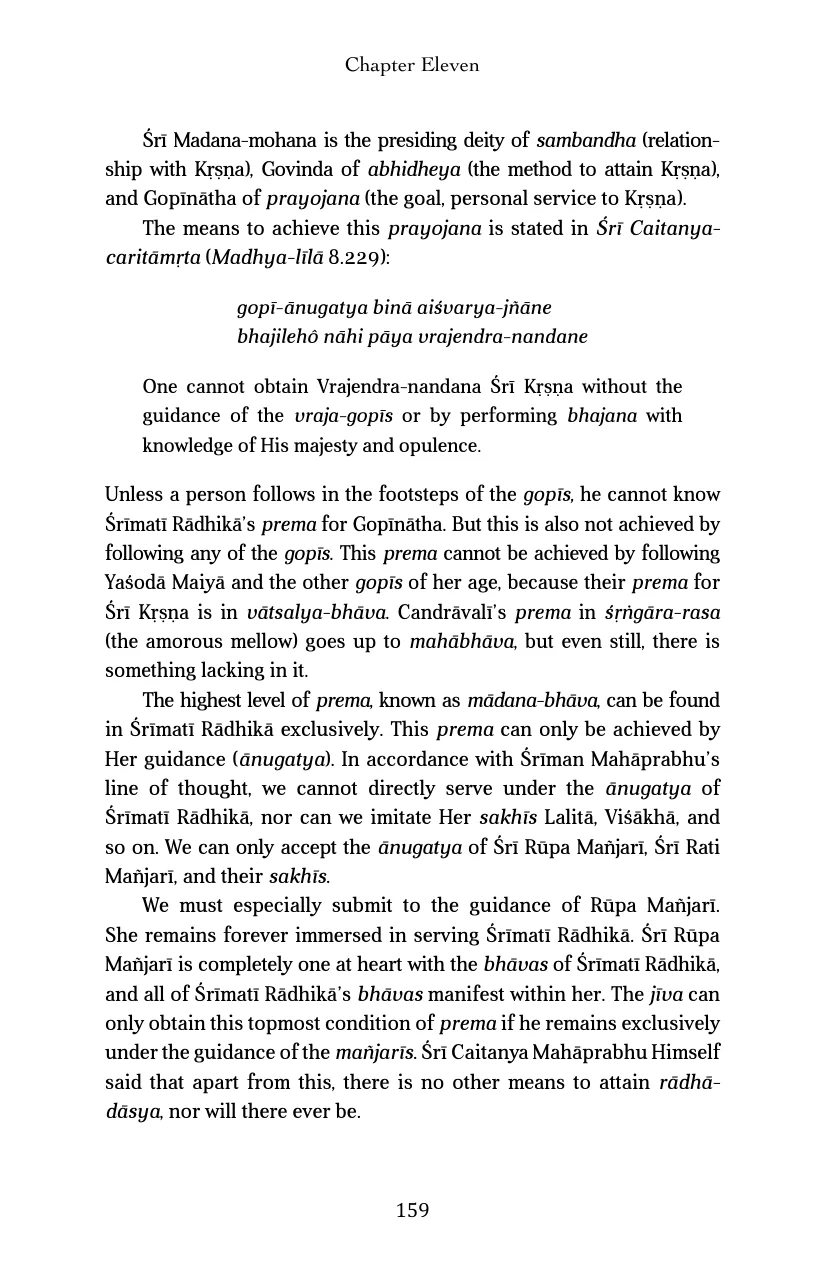 Chapter Eleven
Śrī Madana-mohana is the presiding deity of sambandha (relation-
ship with Kṛṣṇa), Govinda of abhidheya (the method to attain Kṛṣṇa),
and Gopīnātha of prayojana (the goal, personal service to Kṛṣṇa).
The means to achieve this prayojana is stated in Śrī Caitanya-
caritāmṛta (Madhya-līlā 8.229):
gopī-ānugatya binā aiśvarya-jñāne
bhajilehô nāhi pāya vrajendra-nandane
One cannot obtain Vrajendra-nandana Śrī Kṛṣṇa without the
guidance of the vraja-gopīs or by performing bhajana with
knowledge of His majesty and opulence.
Unless a person follows in the footsteps of the gopīs, he cannot know
Śrīmatī Rādhikā’s prema for Gopīnātha. But this is also not achieved by
following any of the gopīs. This prema cannot be achieved by following
Yaśodā Maiyā and the other gopīs of her age, because their prema for
Śrī Kṛṣṇa is in vātsalya-bhāva. Candrāvalī’s prema in śṛṅgāra-rasa
(the amorous mellow) goes up to mahābhāva, but even still, there is
something lacking in it.
The highest level of prema, known as mādana-bhāva, can be found
in Śrīmatī Rādhikā exclusively. This prema can only be achieved by
Her guidance (ānugatya). In accordance with Śrīman Mahāprabhu’s
line of thought, we cannot directly serve under the ānugatya of
Śrīmatī Rādhikā, nor can we imitate Her sakhīs Lalitā, Viśākhā, and
so on. We can only accept the ānugatya of Śrī Rūpa Mañjarī, Śrī Rati
Mañjarī, and their sakhīs.
We must especially submit to the guidance of Rūpa Mañjarī.
She remains forever immersed in serving Śrīmatī Rādhikā. Śrī Rūpa
Mañjarī is completely one at heart with the bhāvas of Śrīmatī Rādhikā,
and all of Śrīmatī Rādhikā’s bhāvas manifest within her. The jīva can
only obtain this topmost condition of prema if he remains exclusively
under the guidance of the mañjarīs. Śrī Caitanya Mahāprabhu Himself
said that apart from this, there is no other means to attain rādhā-
dāsya, nor will there ever be.
159